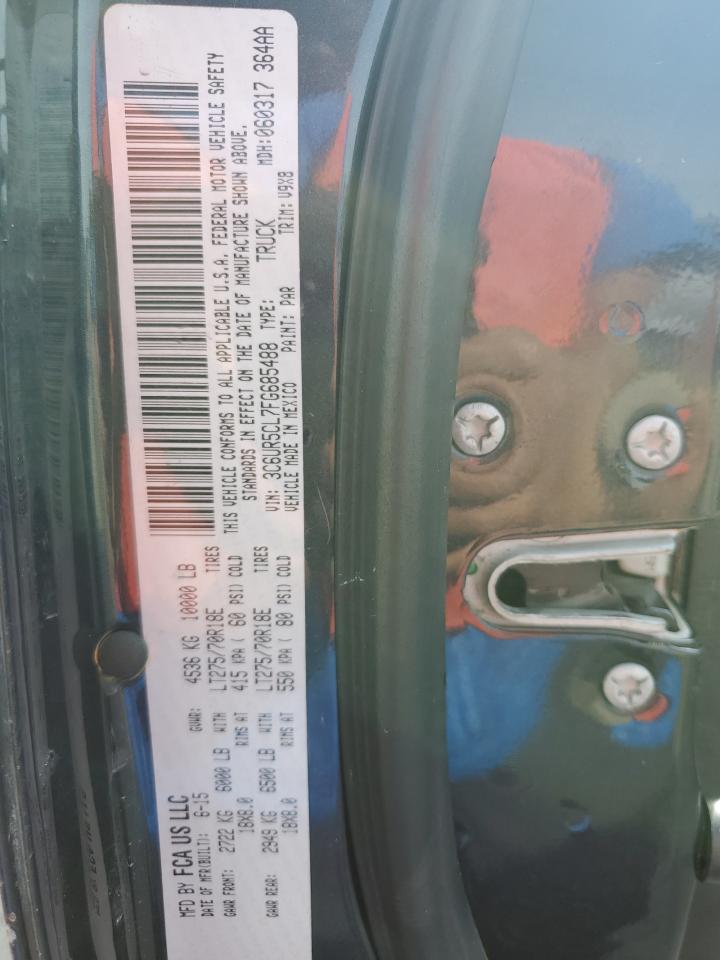 MFD BY FCA US LLC
DATE OF MFR(BUILT): 6-15 GVWR: 4536 KG 10000 LB
GAWR FRONT: 2722 KG 6000 LB WITH LT275/70R18E TIRES
18X8.0 RIMS AT 415 KPA ( 60 PSI) COLD
GAWR REAR: 2949 KG 6500 LB WITH LT275/70R18E TIRES
18X8.0 RIMS AT 550 KPA ( 80 PSI) COLD
THIS VEHICLE CONFORMS TO ALL APPLICABLE U.S.A. FEDERAL MOTOR VEHICLE SAFETY
STANDARDS IN EFFECT ON THE DATE OF MANUFACTURE SHOWN ABOVE.
VIN: 3C6UR5CL7FG685488 TYPE: TRUCK MDH: 060317 364AA
VEHICLE MADE IN MEXICO PAINT: PAR TRIM: V9X8